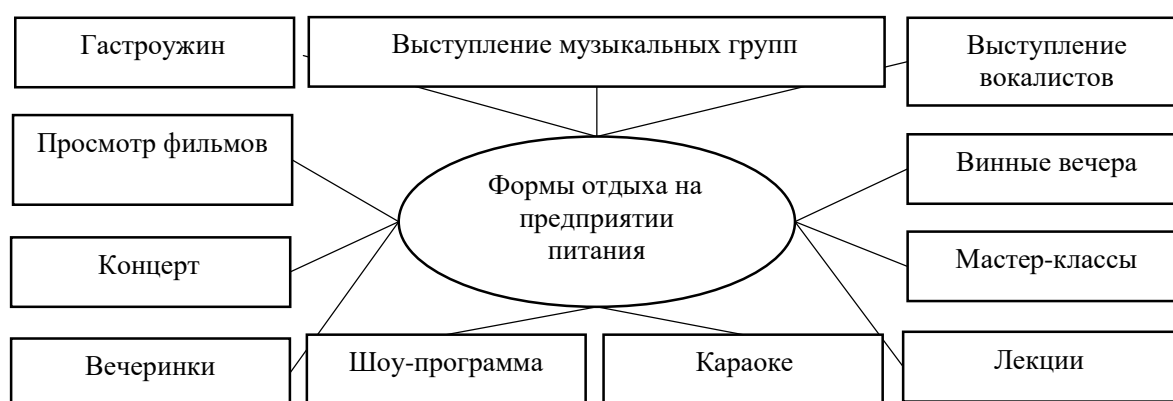 Гастроужин
Выступление музыкальных групп
Выступление
вокалистов
Просмотр фильмов
Формы отдыха на
предприятии
питания
Винные вечера
Концерт
Мастер-классы
Вечеринки
Шоу-программа
Караоке
Лекции